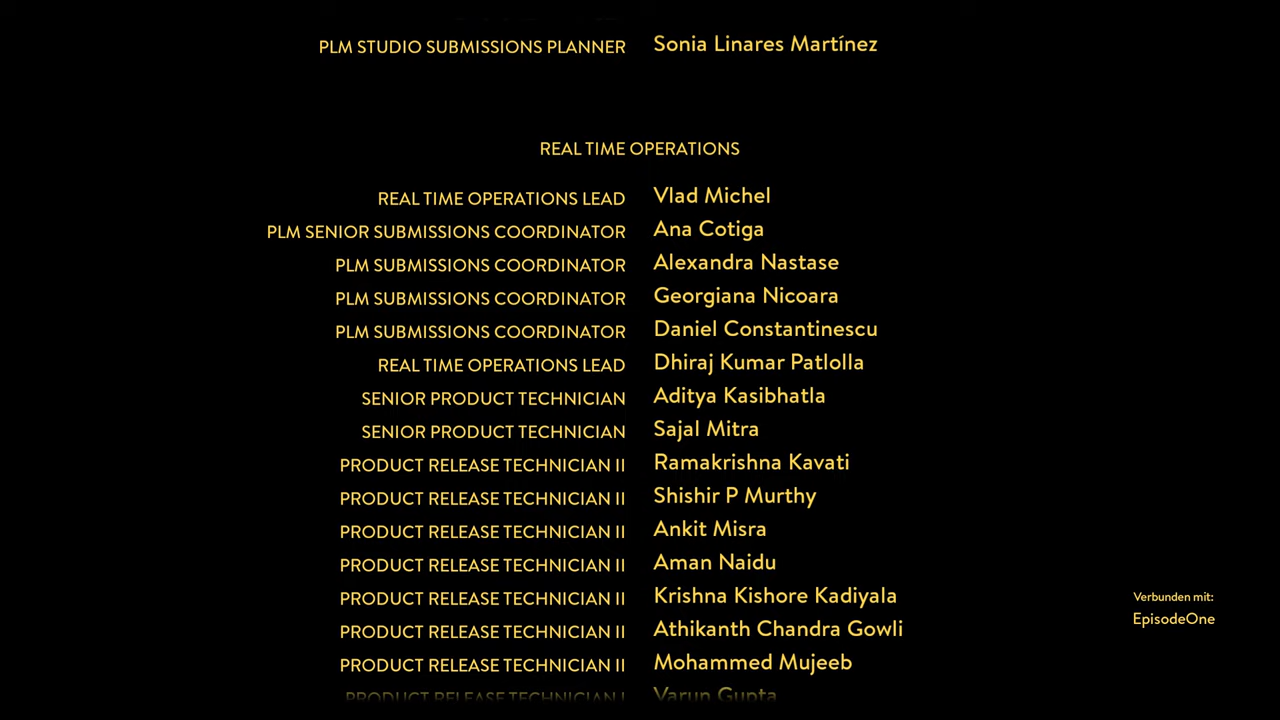 PLM STUDIO SUBMISSIONS PLANNER Sonia Linares Martínez
REAL TIME OPERATIONS
REAL TIME OPERATIONS LEAD Vlad Michel
PLM SENIOR SUBMISSIONS COORDINATOR Ana Cotiga
PLM SUBMISSIONS COORDINATOR Alexandra Nastase
PLM SUBMISSIONS COORDINATOR Georgiana Nicoara
PLM SUBMISSIONS COORDINATOR Daniel Constantinescu
REAL TIME OPERATIONS LEAD Dhiraj Kumar Patlolla
SENIOR PRODUCT TECHNICIAN Aditya Kasibhatla
SENIOR PRODUCT TECHNICIAN Sajal Mitra
PRODUCT RELEASE TECHNICIAN II Ramakrishna Kavati
PRODUCT RELEASE TECHNICIAN II Shishir P Murthy
PRODUCT RELEASE TECHNICIAN II Ankit Misra
PRODUCT RELEASE TECHNICIAN II Aman Naidu
PRODUCT RELEASE TECHNICIAN II Krishna Kishore Kadiyala
PRODUCT RELEASE TECHNICIAN II Athikanth Chandra Gowli
PRODUCT RELEASE TECHNICIAN II Mohammed Mujeeb
PRODUCT RELEASE TECHNICIAN I Varun Gupta
Verbunden mit:
EpisodeOne